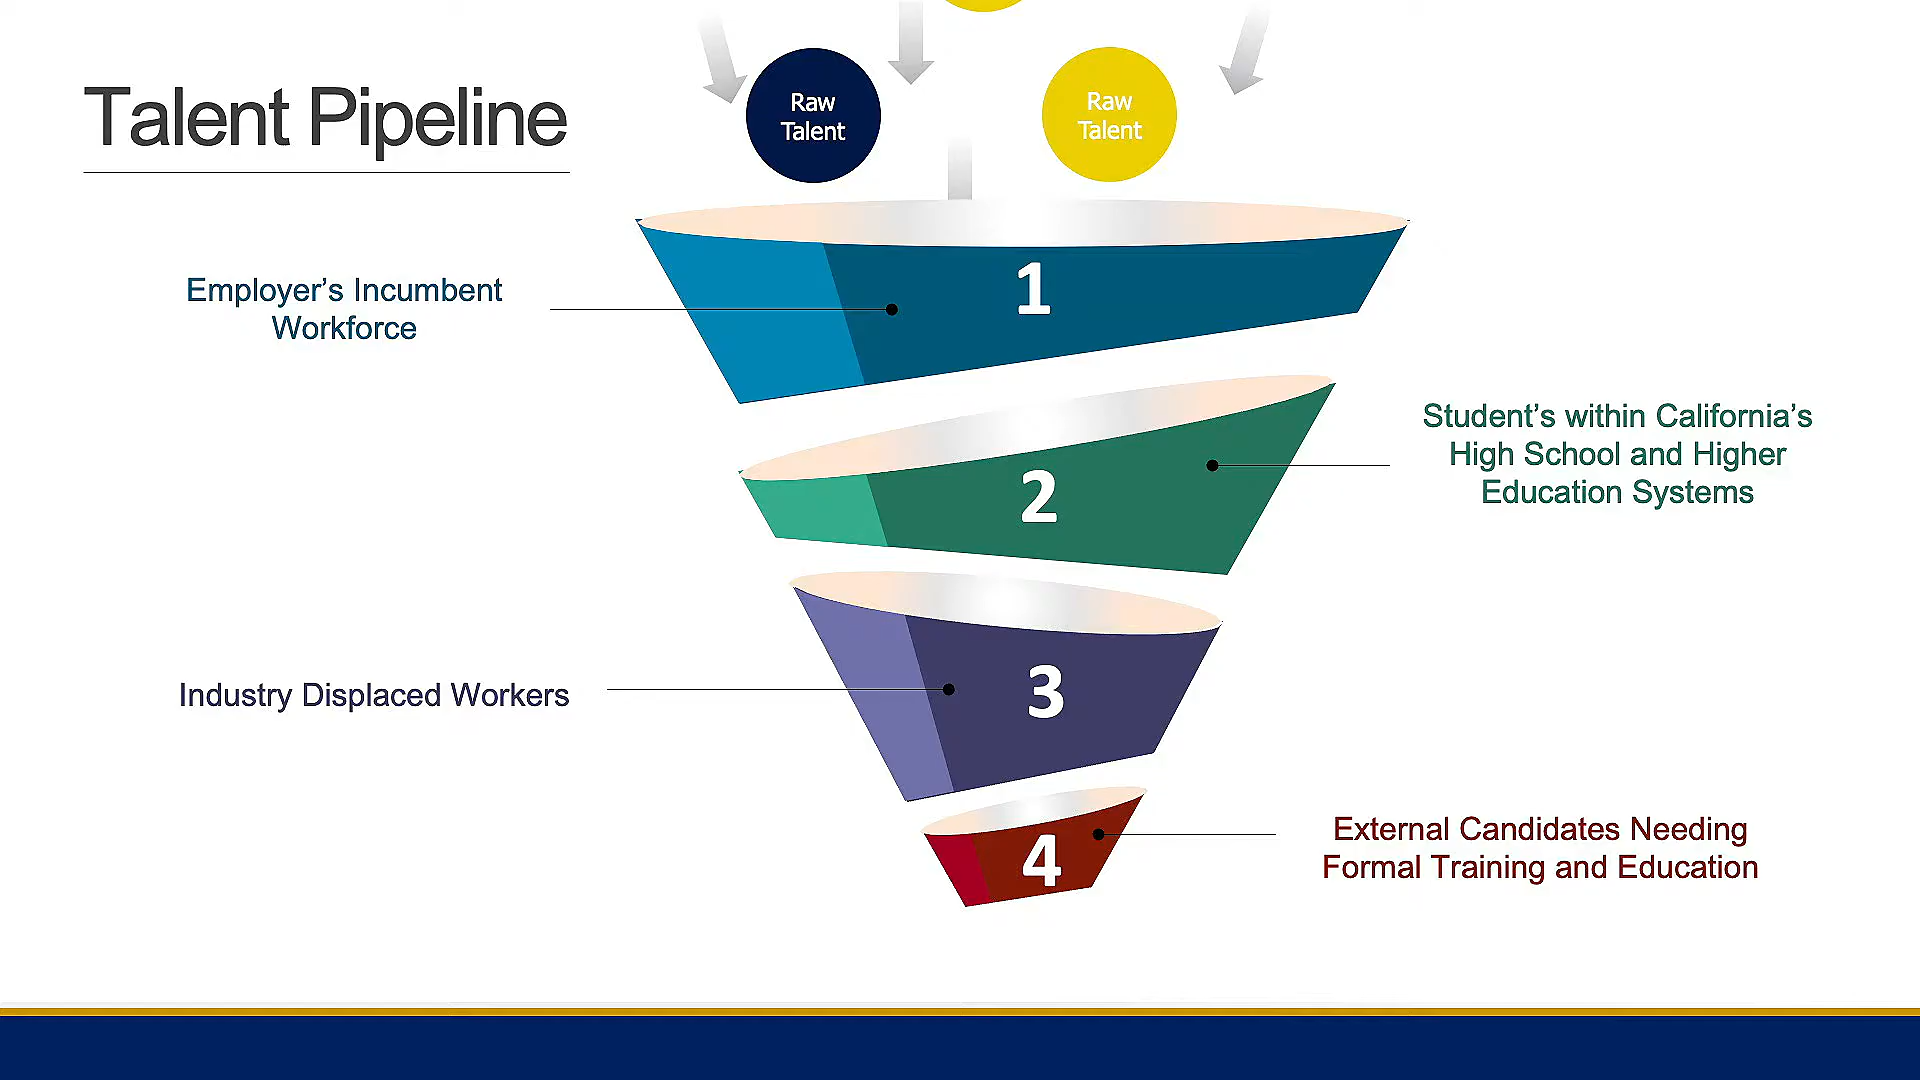 Talent Pipeline
Raw
Talent
Raw
Talent
1
Employer’s Incumbent
Workforce
2
Student’s within California’s
High School and Higher
Education Systems
3
Industry Displaced Workers
4
External Candidates Needing
Formal Training and Education